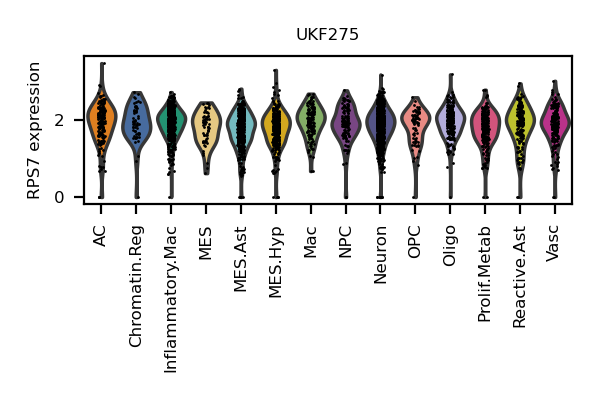 UKF275
RPS7 expression
2
0
AC
Chromatin.Reg
Inflammatory.Mac
MES
MES.Ast
MES.Hyp
Mac
NPC
Neuron
OPC
Oligo
Prolif.Metab
Reactive.Ast
Vasc